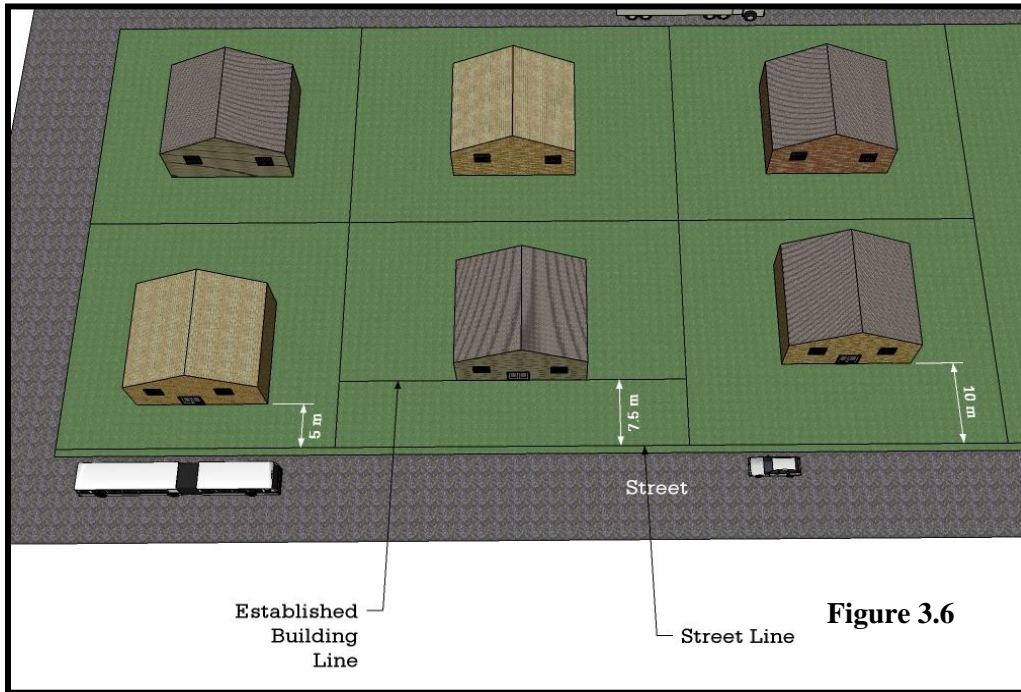 5 m
7.5 m
10 m
Street
Established
Building
Line
Street Line
Figure 3.6